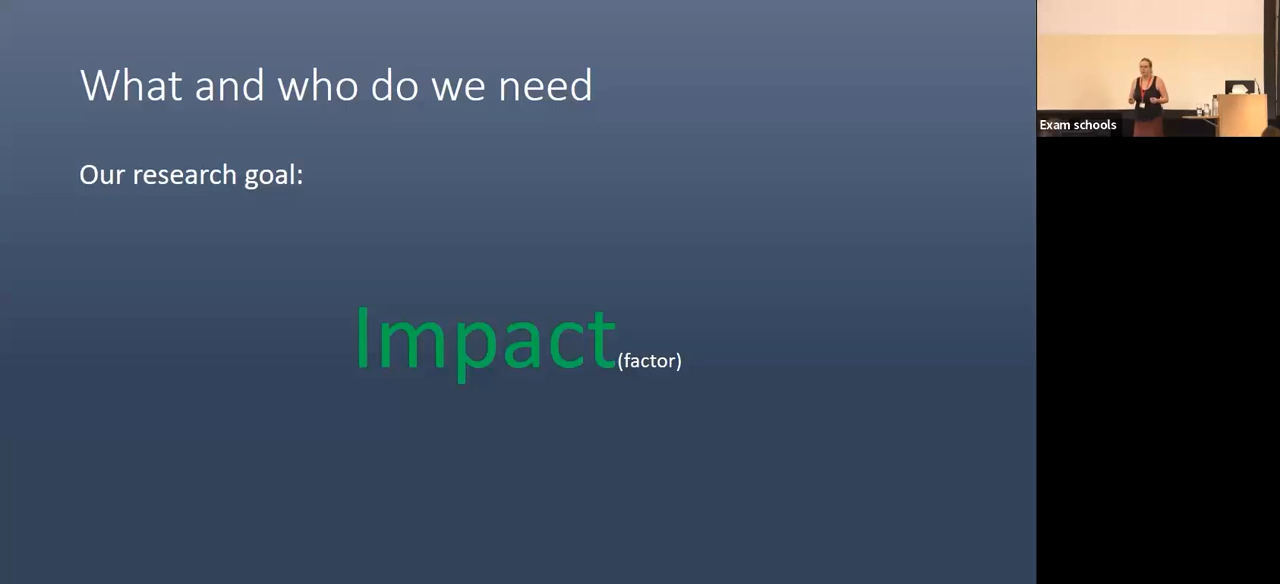 What and who do we need
Our research goal:
Impact(factor)
Exam schools